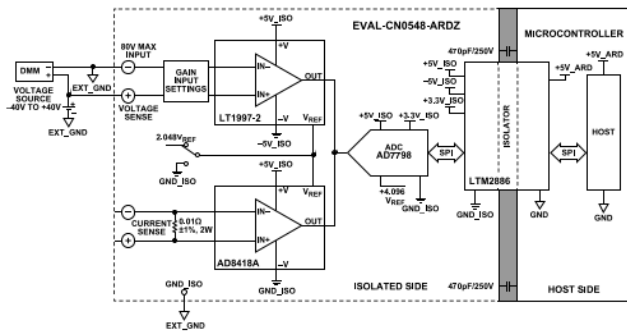 EVAL-CN0548-ARDZ
MICROCONTROLLER
+5V_ISO
+V
80V MAX
INPUT
470pF/250V
DMM
–
+
–
EXT_GND
GAIN
INPUT
SETTINGS
IN–
OUT
IN+
+5V_ISO
–5V_ISO
+3.3V_ISO
+5V_ARD
+5V_ARD
VOLTAGE
SOURCE
–40V TO +40V
+
VOLTAGE
SENSE
LT1997-2
VREF
–V
+5V_ISO
+3.3V_ISO
ISOLATOR
HOST
EXT_GND
–5V_ISO
2.048VREF
ADC
AD7798
SPI
SPI
GND_ISO
+5V_ISO
VREF
+4.096
VREF
GND_ISO
LTM2886
GND_ISO
GND
GND
+V
–
IN–
OUT
CURRENT
SENSE
0.01Ω
±1%, 2W
+
IN+
–V
AD8418A
GND_ISO
GND_ISO
EXT_GND
ISOLATED SIDE
470pF/250V
HOST SIDE